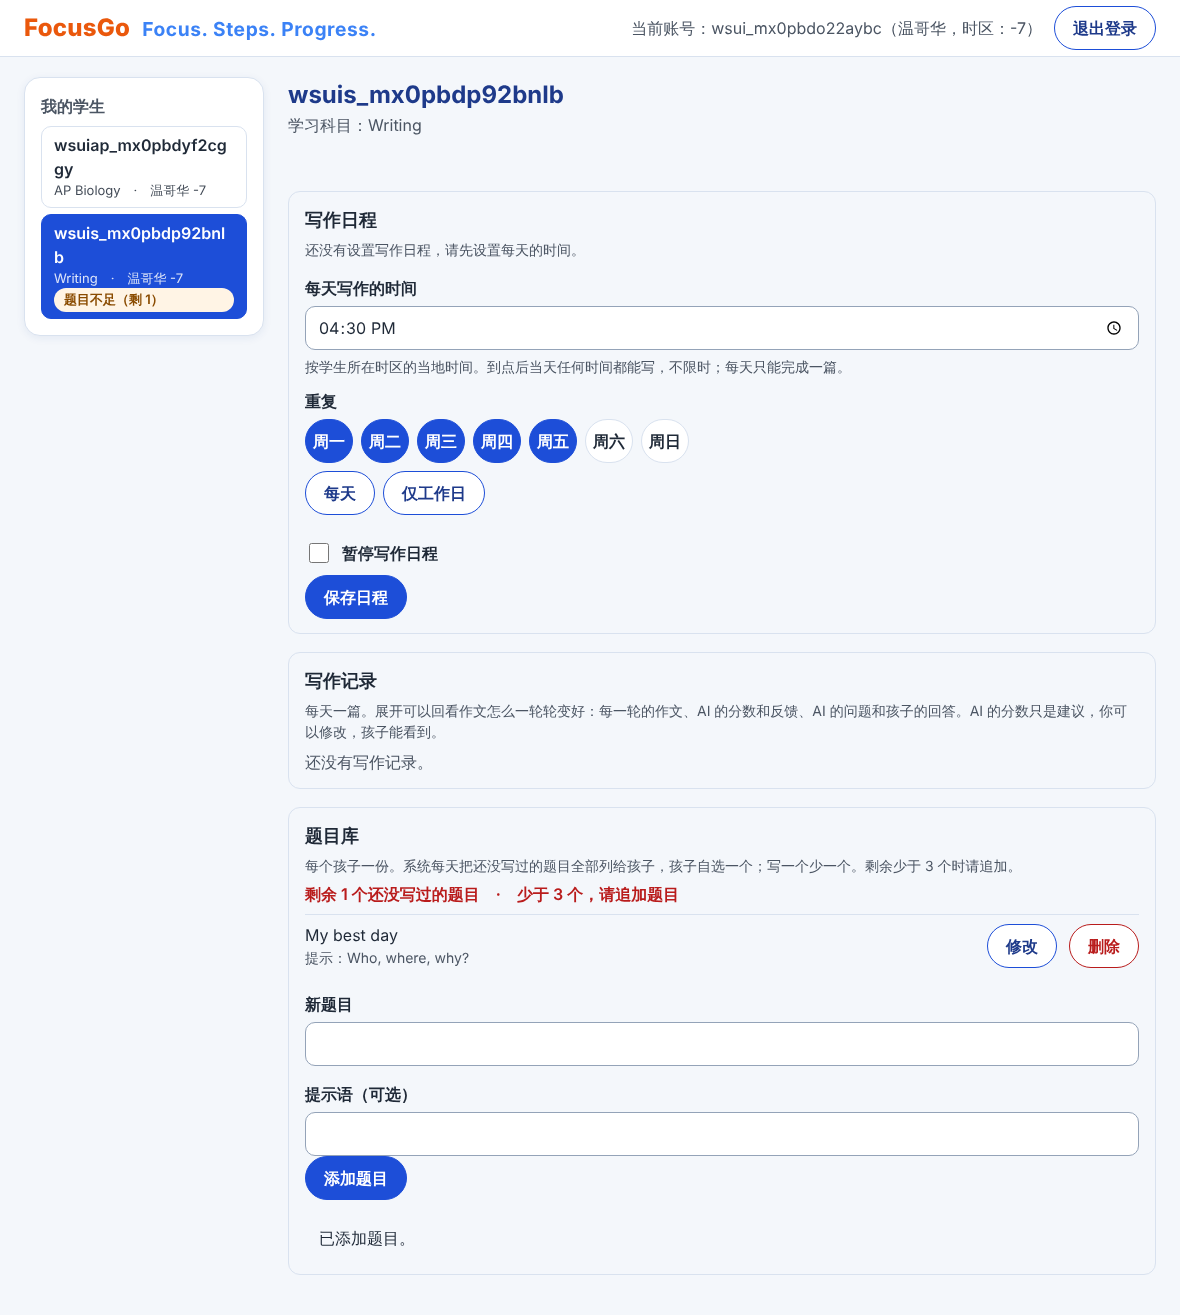 FocusGo Focus. Steps. Progress.
当前账号：wsui_mx0pbdo22aybc（温哥华，时区：-7）
退出登录
我的学生
wsuiap_mx0pbdyf2cg
gy
AP Biology · 温哥华 -7
wsuis_mx0pbdp92bnl
b
Writing · 温哥华 -7
题目不足（剩 1）
wsuis_mx0pbdp92bnlb
学习科目：Writing
写作日程
还没有设置写作日程，请先设置每天的时间。
每天写作的时间
04:30 PM
按学生所在时区的当地时间。到点后当天任何时间都能写，不限时；每天只能完成一篇。
重复
周一 周二 周三 周四 周五 周六 周日
每天 仅工作日
暂停写作日程
保存日程
写作记录
每天一篇。展开可以回看作文怎么一轮轮变好：每一轮的作文、AI 的分数和反馈、AI 的问题和孩子的回答。AI 的分数只是建议，你可
以修改，孩子能看到。
还没有写作记录。
题目库
每个孩子一份。系统每天把还没写过的题目全部列给孩子，孩子自选一个；写一个少一个。剩余少于 3 个时请追加。
剩余 1 个还没写过的题目 · 少于 3 个，请追加题目
My best day
提示：Who, where, why?
修改 删除
新题目
提示语（可选）
添加题目
已添加题目。